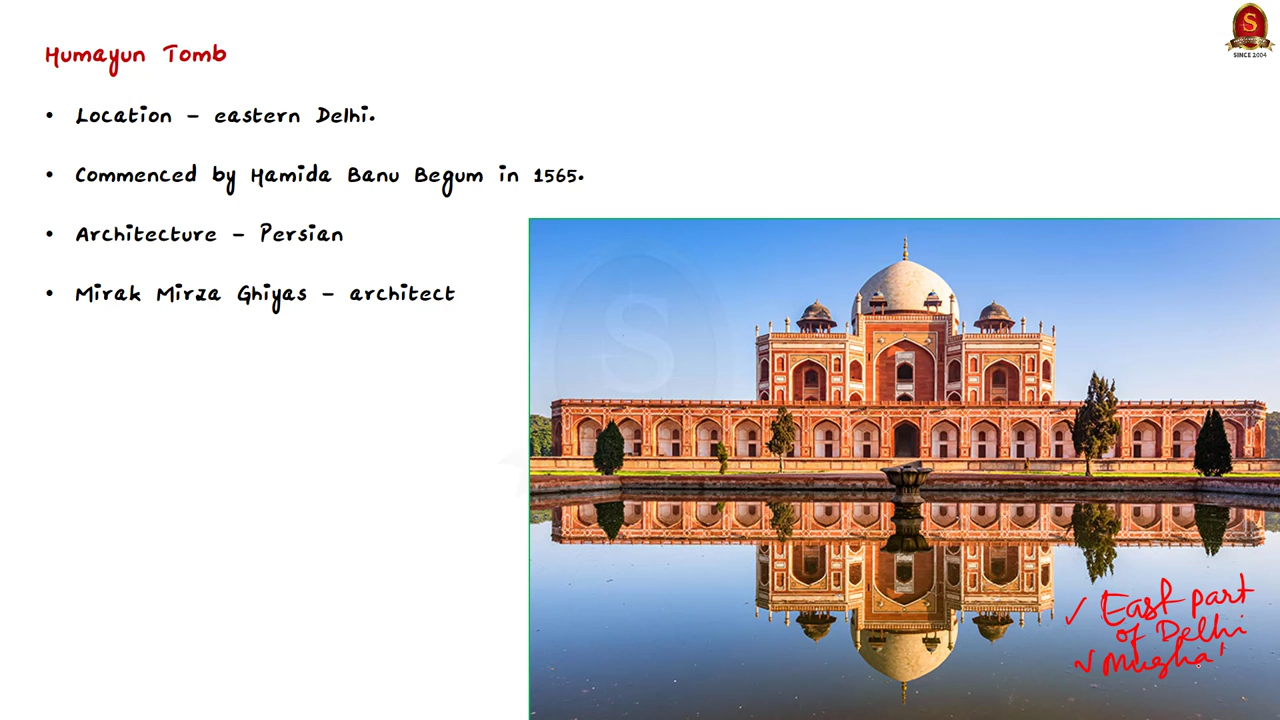 Humayun Tomb
• Location - eastern Delhi.
• Commenced by Hamida Banu Begum in 1565.
• Architecture - Persian
• Mirak Mirza Ghiyas - architect
S
SINCE 2004
S
✓ East part
of Delhi
✓ Mugha